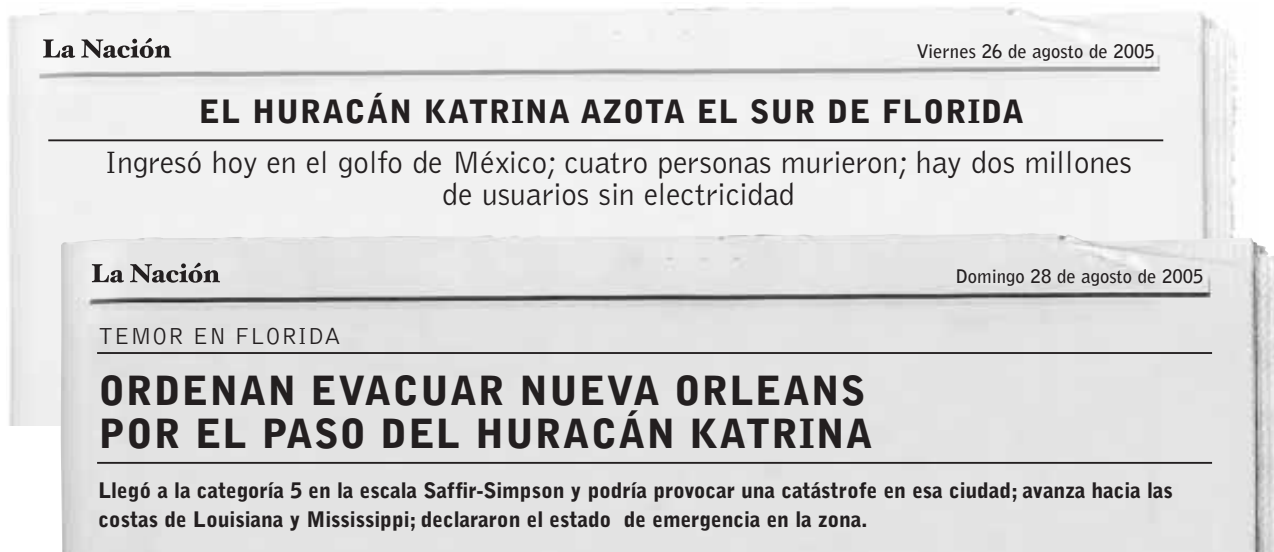 La Nación
Viernes 26 de agosto de 2005
EL HURACÁN KATRINA AZOTA EL SUR DE FLORIDA
Ingresó hoy en el golfo de México; cuatro personas murieron; hay dos millones
de usuarios sin electricidad
La Nación
Domingo 28 de agosto de 2005
TEMOR EN FLORIDA
ORDENAN EVACUAR NUEVA ORLEANS
POR EL PASO DEL HURACÁN KATRINA
Llegó a la categoría 5 en la escala Saffir-Simpson y podría provocar una catástrofe en esa ciudad; avanza hacia las
costas de Louisiana y Mississippi; declararon el estado de emergencia en la zona.